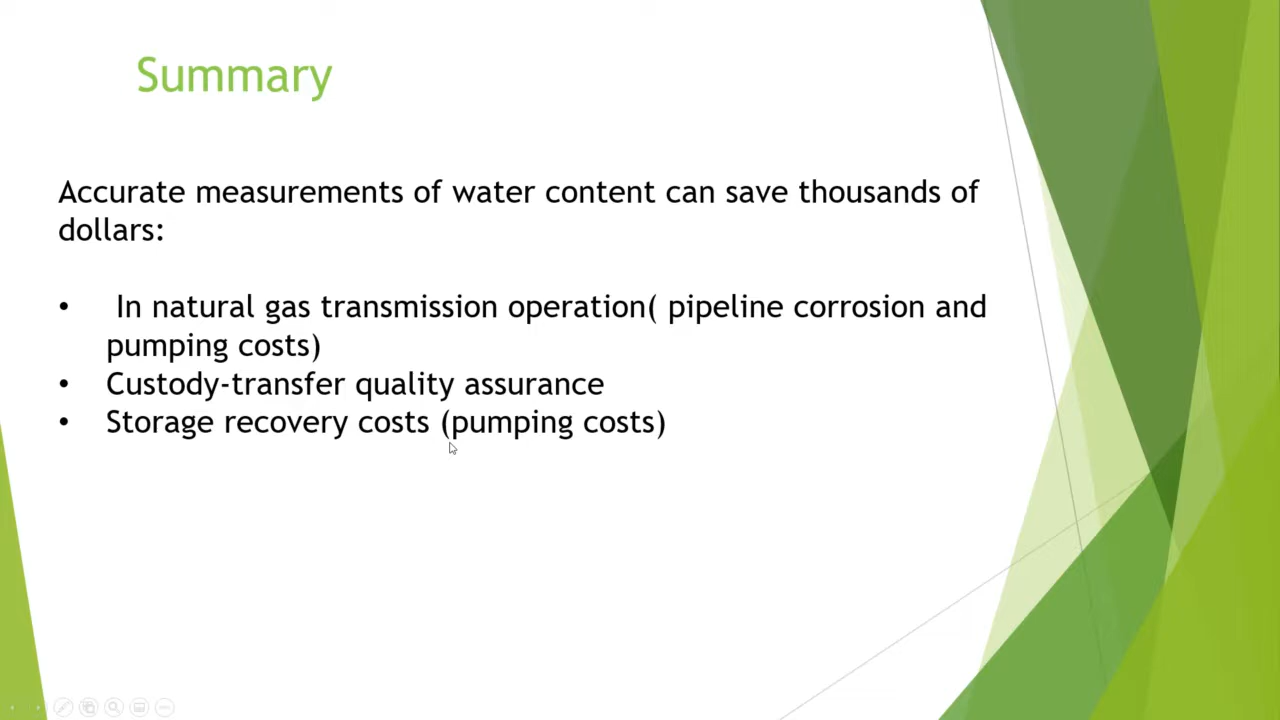 Summary
Accurate measurements of water content can save thousands of
dollars:
• In natural gas transmission operation( pipeline corrosion and
pumping costs)
• Custody-transfer quality assurance
• Storage recovery costs (pumping costs)